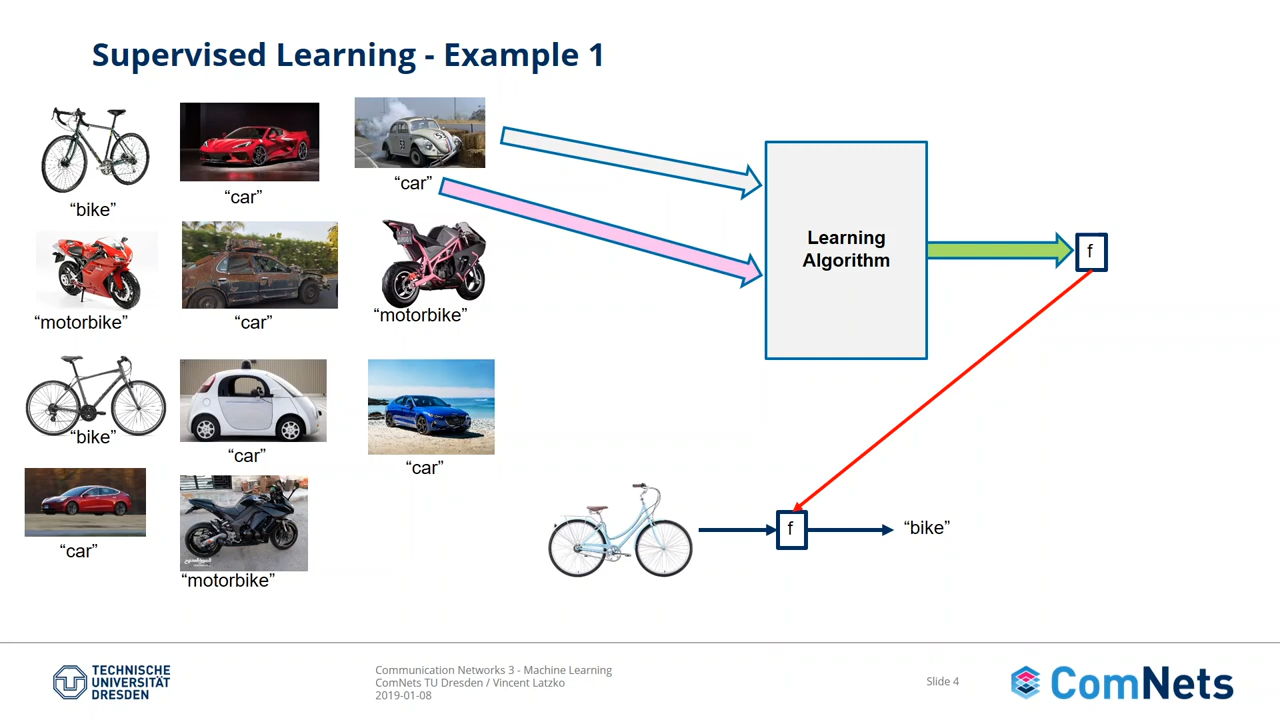 Supervised Learning - Example 1
“bike”
“car”
53
“car”
“motorbike”
“car”
“motorbike”
“bike”
“car”
“car”
“car”
“motorbike”
Learning
Algorithm
f
f
“bike”
TECHNISCHE
UNIVERSITÄT
DRESDEN
Communication Networks 3 - Machine Learning
ComNets TU Dresden / Vincent Latzko
2019-01-08
Slide 4
ComNets